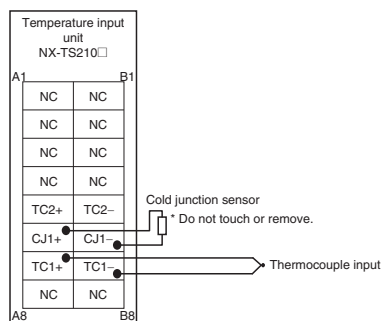 Temperature input
unit
NX-TS210□
A1 B1
NC NC
NC NC
NC NC
NC NC
TC2+ TC2−
Cold junction sensor
* Do not touch or remove.
CJ1+ CJ1−
TC1+ TC1−
Thermocouple input
NC NC
A8 B8